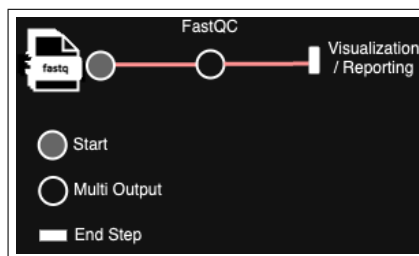 FastQC
fastq
Visualization
/ Reporting
Start
Multi Output
End Step